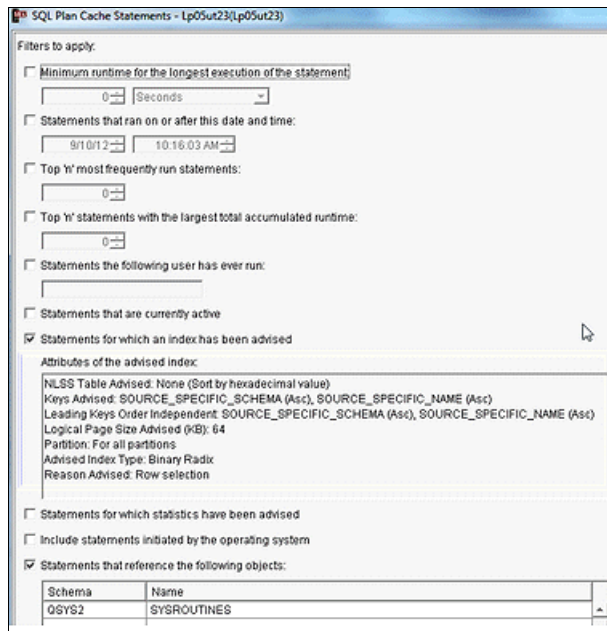 SQL Plan Cache Statements - Lp05ut23(Lp05ut23)
Filters to apply:
Minimum runtime for the longest execution of the statement:
0 Seconds
Statements that ran on or after this date and time:
9/10/12 10:16:03 AM
Top 'n' most frequently run statements:
0
Top 'n' statements with the largest total accumulated runtime:
0
Statements the following user has ever run:
Statements that are currently active
Statements for which an index has been advised
Attributes of the advised index:
NLSS Table Advised: None (Sort by hexadecimal value)
Keys Advised: SOURCE_SPECIFIC_SCHEMA (Asc), SOURCE_SPECIFIC_NAME (Asc)
Leading Keys Order Independent: SOURCE_SPECIFIC_SCHEMA (Asc), SOURCE_SPECIFIC_NAME (Asc)
Logical Page Size Advised (KB): 64
Partition: For all partitions
Advised Index Type: Binary Radix
Reason Advised: Row selection
Statements for which statistics have been advised
Include statements initiated by the operating system
Statements that reference the following objects:
Schema Name
QSYS2 SYSROUTINES